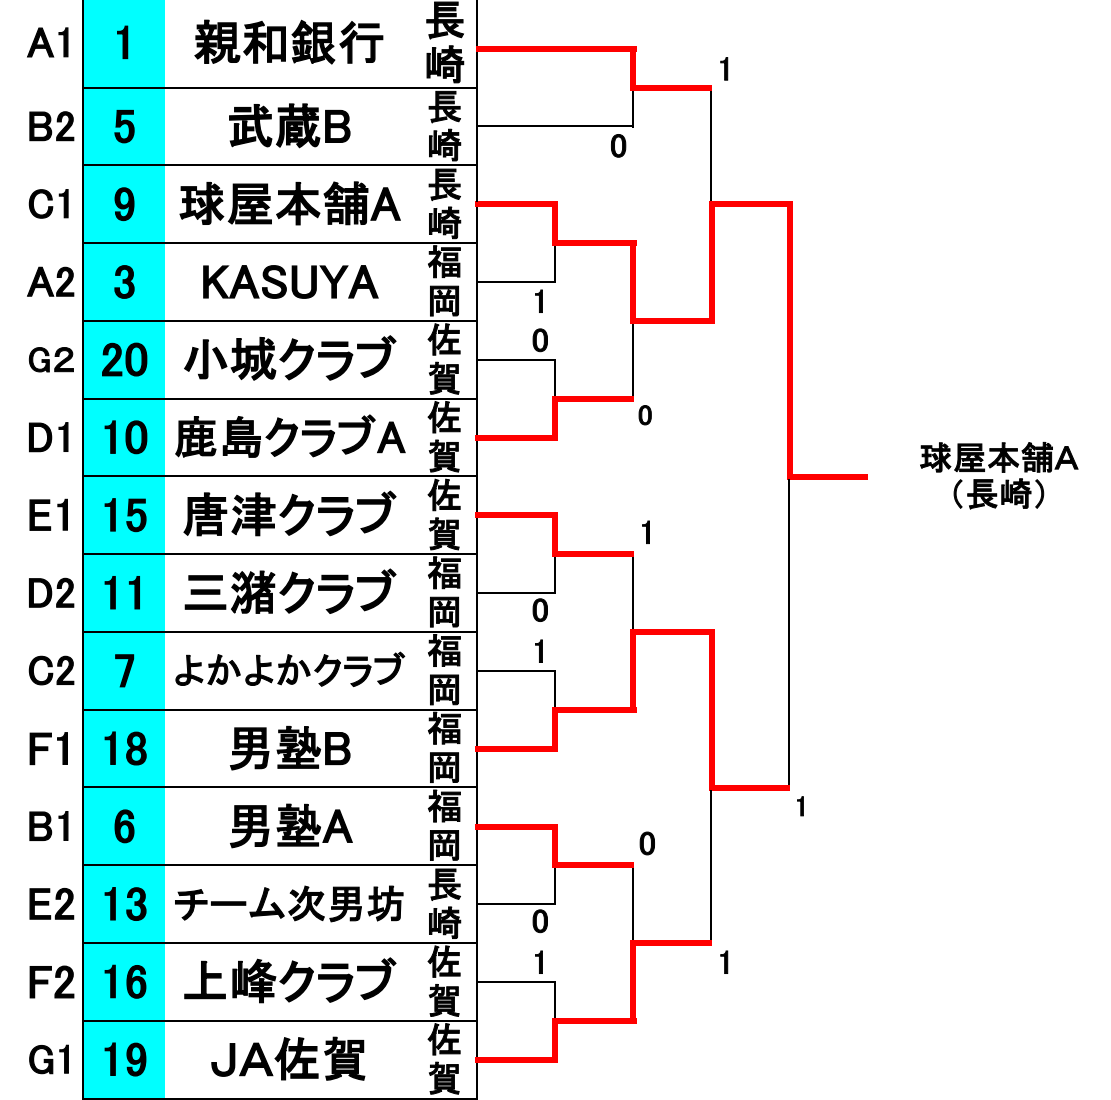 A1 1 親和銀行 長崎
1
B2 5 武蔵B 長崎
0
C1 9 球屋本舗A 長崎
A2 3 KASUYA 福岡
1
0
G2 20 小城クラブ 佐賀
0
D1 10 鹿島クラブA 佐賀
球屋本舗A
（長崎）
E1 15 唐津クラブ 佐賀
1
D2 11 三潴クラブ 福岡
0
1
C2 7 よかよかクラブ 福岡
F1 18 男塾B 福岡
1
B1 6 男塾A 福岡
0
E2 13 チーム次男坊 長崎
0
1
1
F2 16 上峰クラブ 佐賀
G1 19 JA佐賀 佐賀